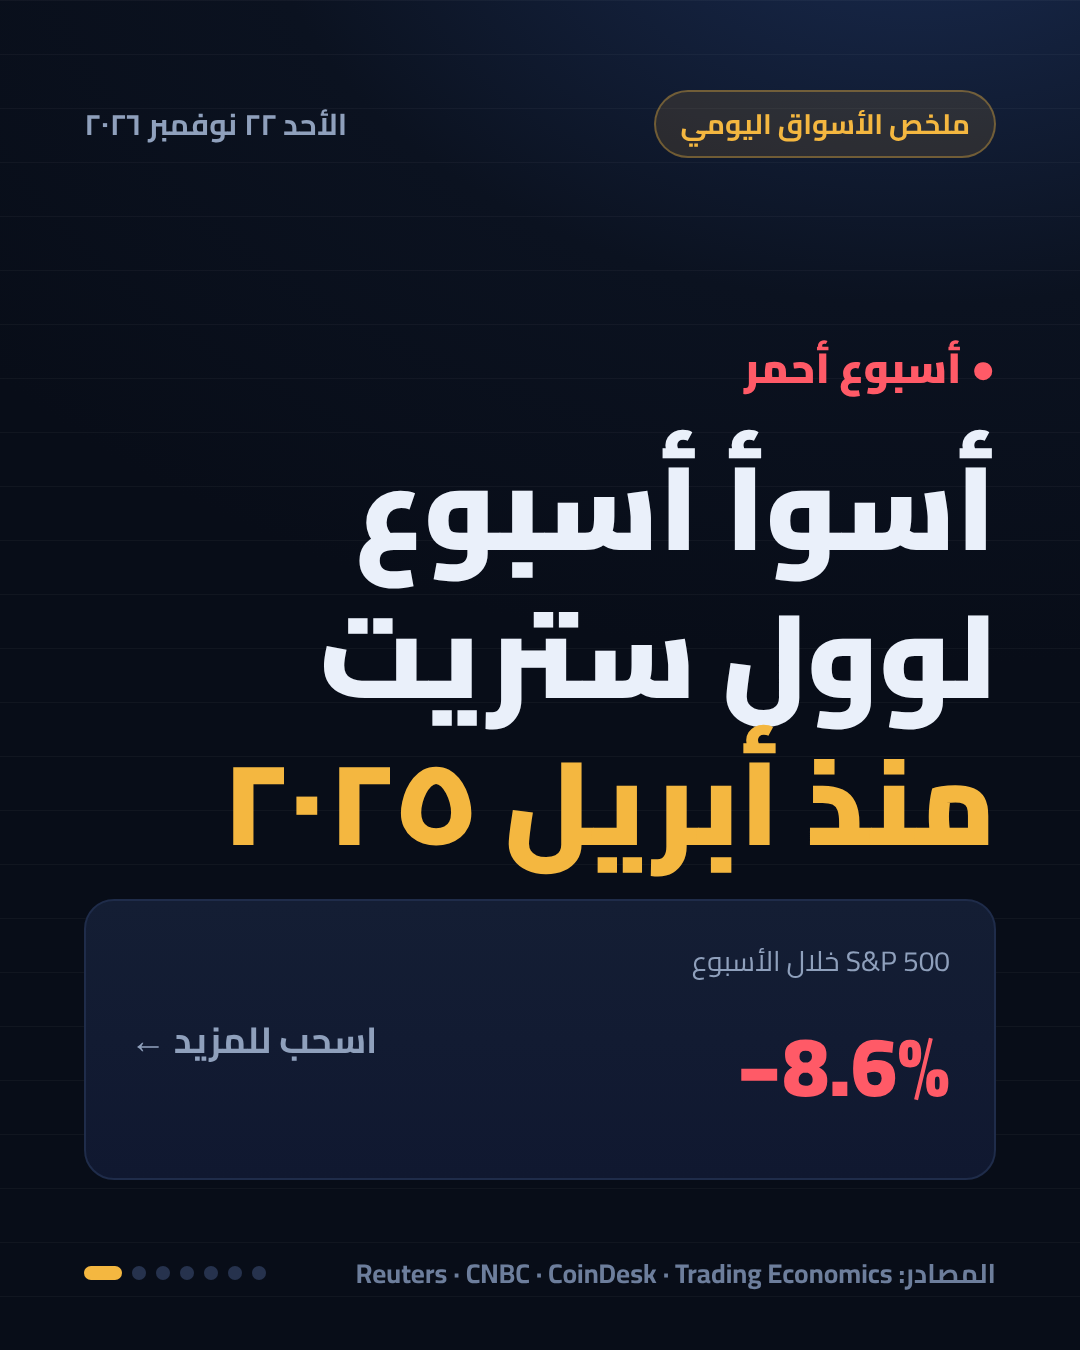 ملخص الأسواق اليومي
الأحد ٢٢ نوفمبر ٢٠٢٦
• أسبوع أحمر
أسوأ أسبوع
لوول ستريت
منذ أبريل ٢٠٢٥
S&P 500 خلال الأسبوع
−8.6%
اسحب للمزيد ←
المصادر: Reuters · CNBC · CoinDesk · Trading Economics